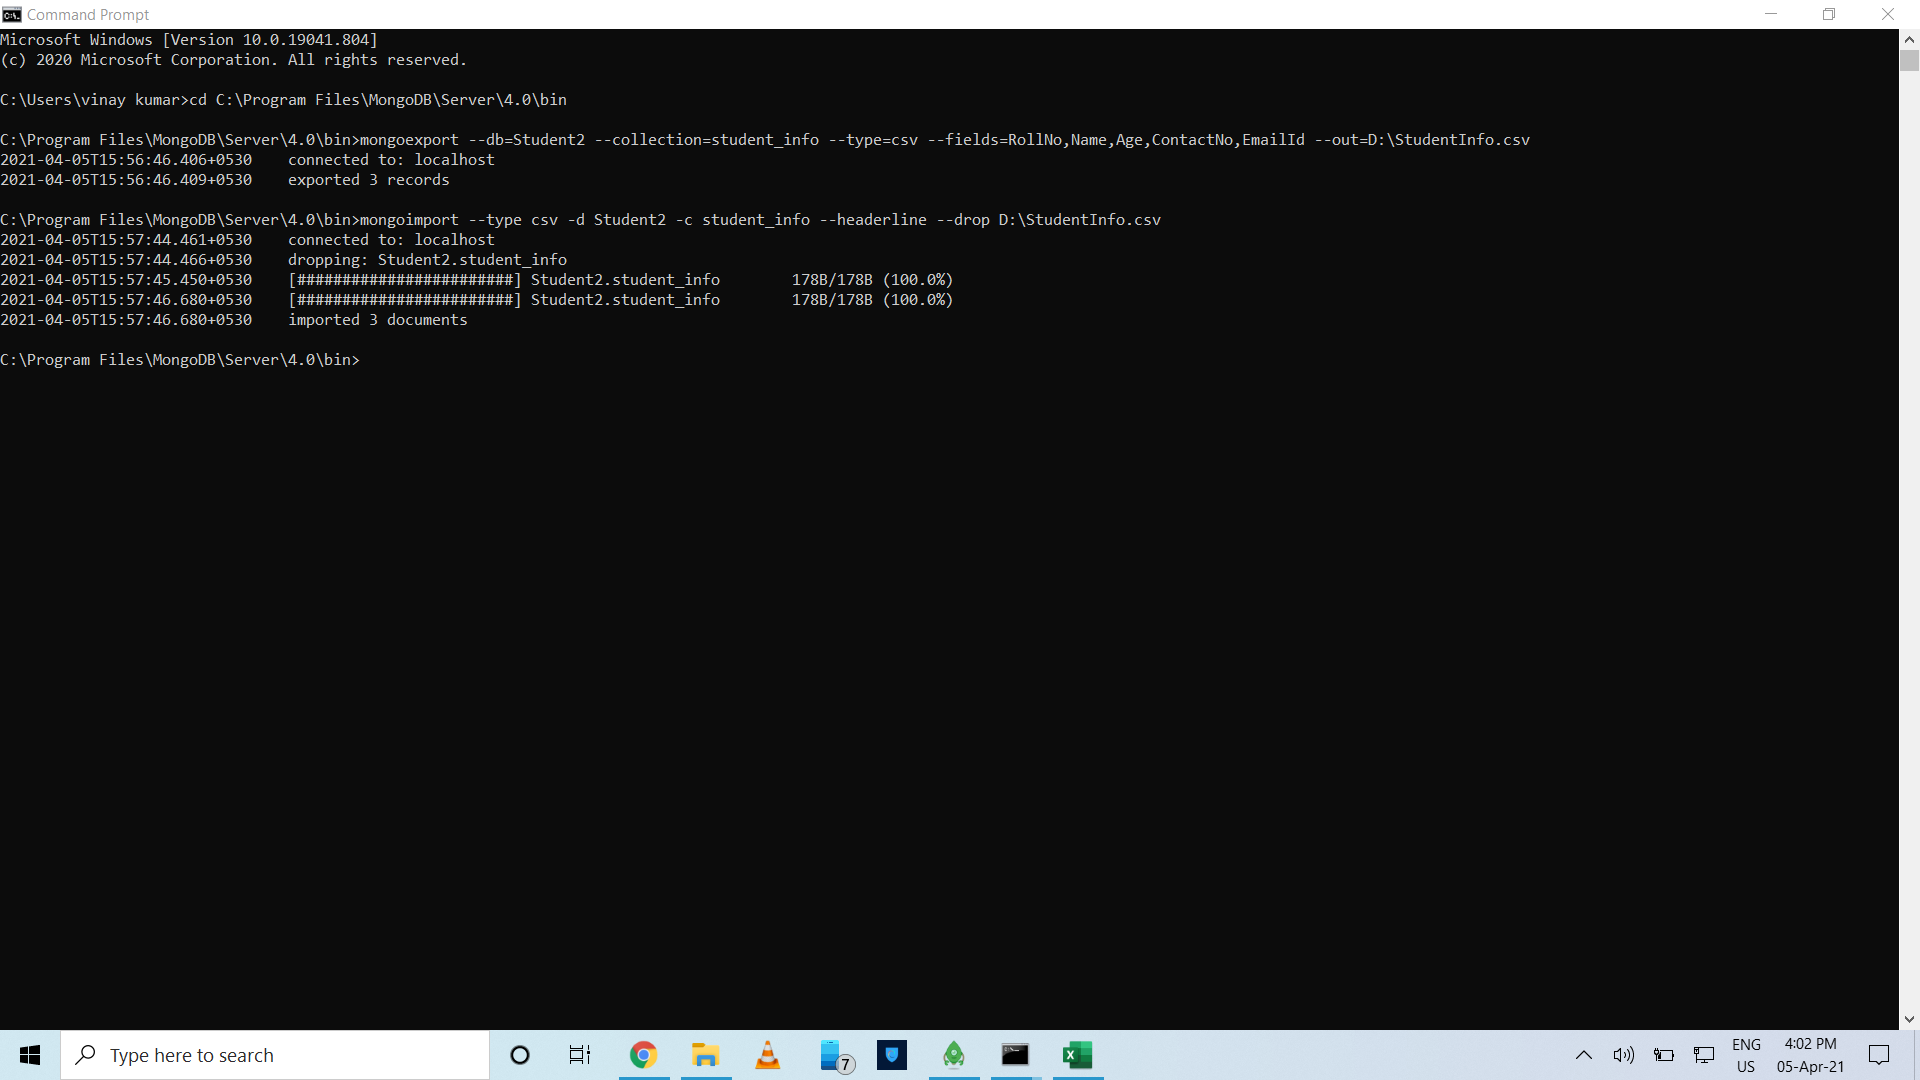 Command Prompt
Microsoft Windows [Version 10.0.19041.804]
(c) 2020 Microsoft Corporation. All rights reserved.
C:\Users\vinay kumar>cd C:\Program Files\MongoDB\Server\4.0\bin
C:\Program Files\MongoDB\Server\4.0\bin>mongoexport --db=Student2 --collection=student_info --type=csv --fields=RollNo,Name,Age,ContactNo,EmailId --out=D:\StudentInfo.csv
2021-04-05T15:56:46.406+0530    connected to: localhost
2021-04-05T15:56:46.409+0530    exported 3 records
C:\Program Files\MongoDB\Server\4.0\bin>mongoimport --type csv -d Student2 -c student_info --headerline --drop D:\StudentInfo.csv
2021-04-05T15:57:44.461+0530    connected to: localhost
2021-04-05T15:57:44.466+0530    dropping: Student2.student_info
2021-04-05T15:57:45.450+0530    [########################] Student2.student_info        178B/178B (100.0%)
2021-04-05T15:57:46.680+0530    [########################] Student2.student_info        178B/178B (100.0%)
2021-04-05T15:57:46.680+0530    imported 3 documents
C:\Program Files\MongoDB\Server\4.0\bin>
Type here to search
7
ENG
US
4:02 PM
05-Apr-21